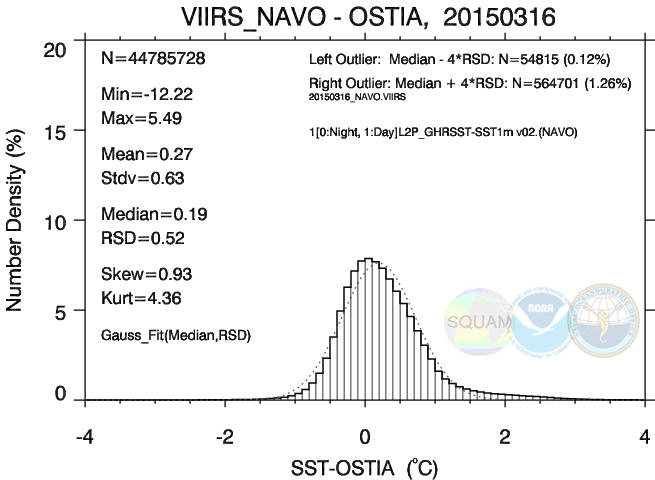 VIIRS_NAVO - OSTIA, 20150316
N=44785728
Left Outlier: Median - 4*RSD: N=54815 (0.12%)
Right Outlier: Median + 4*RSD: N=564701 (1.26%)
20150316_NAVO.VIIRS
Min=-12.22
Max=5.49
1[0:Night, 1:Day]L2P_GHRSST-SST1m v02.(NAVO)
Mean=0.27
Stdv=0.63
Median=0.19
RSD=0.52
Skew=0.93
Kurt=4.36
Gauss_Fit(Median,RSD)
SQUAM
NOAA
Number Density (%)
20
15
10
5
0
-4 -2 0 2 4
SST-OSTIA (°C)